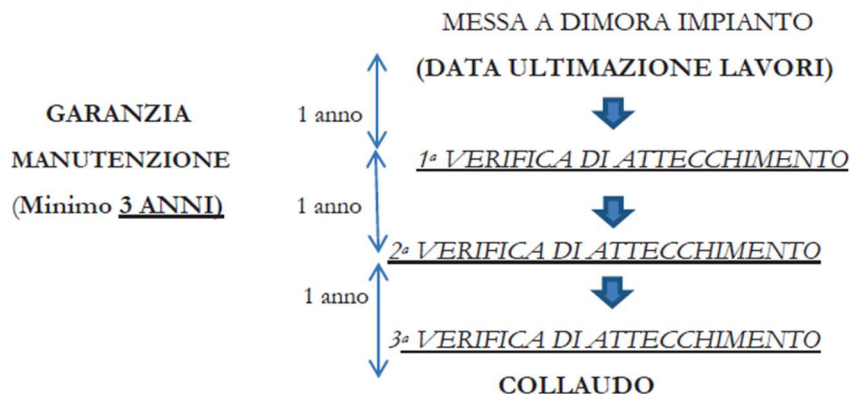 MESSA A DIMORA IMPIANTO
(DATA ULTIMAZIONE LAVORI)
GARANZIA
MANUTENZIONE
(Minimo 3 ANNI)
1 anno
1ª VERIFICA DI ATTECCHIMENTO
1 anno
2ª VERIFICA DI ATTECCHIMENTO
1 anno
3ª VERIFICA DI ATTECCHIMENTO
COLLAUDO